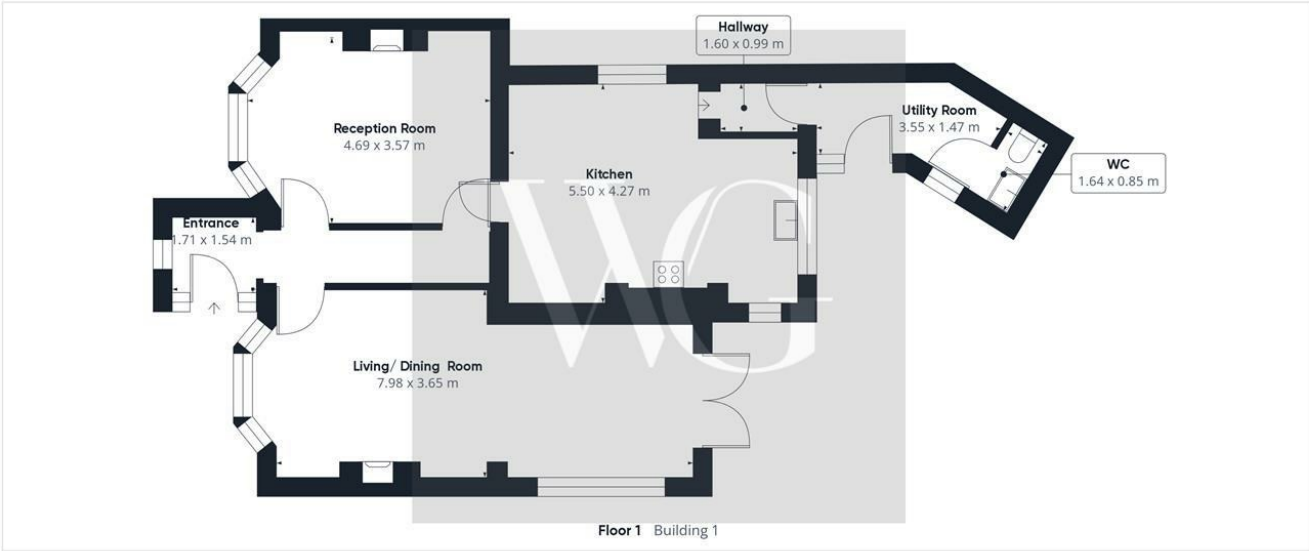 Hallway
1.60 x 0.99 m
Reception Room
4.69 x 3.57 m
Utility Room
3.55 x 1.47 m
Kitchen
5.50 x 4.27 m
WC
1.64 x 0.85 m
Entrance
1.71 x 1.54 m
WG
Living/ Dining Room
7.98 x 3.65 m
Floor 1 Building 1